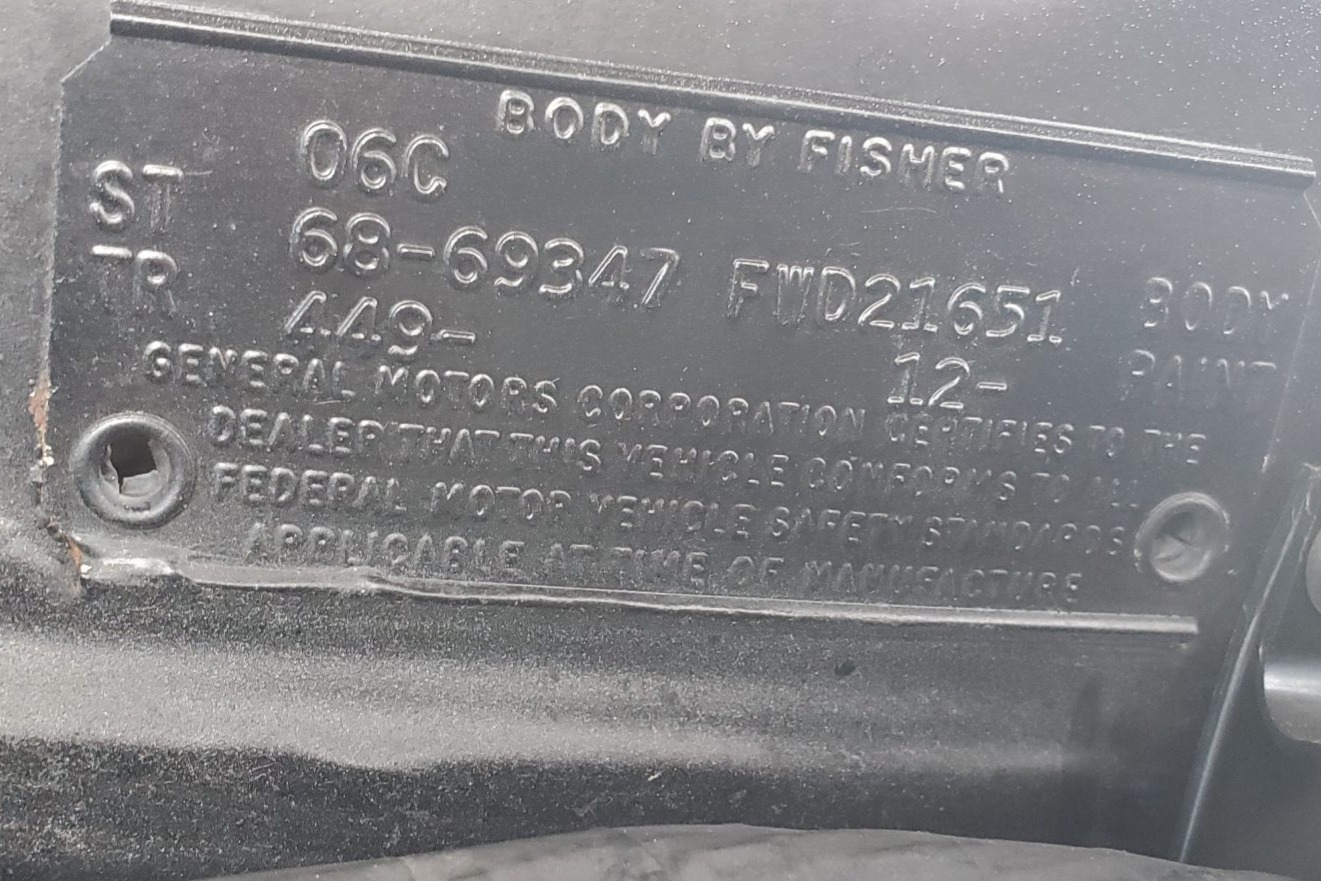 BODY BY FISHER
06C
ST 68-69347 FWD21651 BODY
TR 449- 12- PAINT
GENERAL MOTORS CORPORATION CERTIFIES TO THE
DEALER THAT THIS VEHICLE CONFORMS TO ALL
FEDERAL MOTOR VEHICLE SAFETY STANDARDS
APPLICABLE AT TIME OF MANUFACTURE